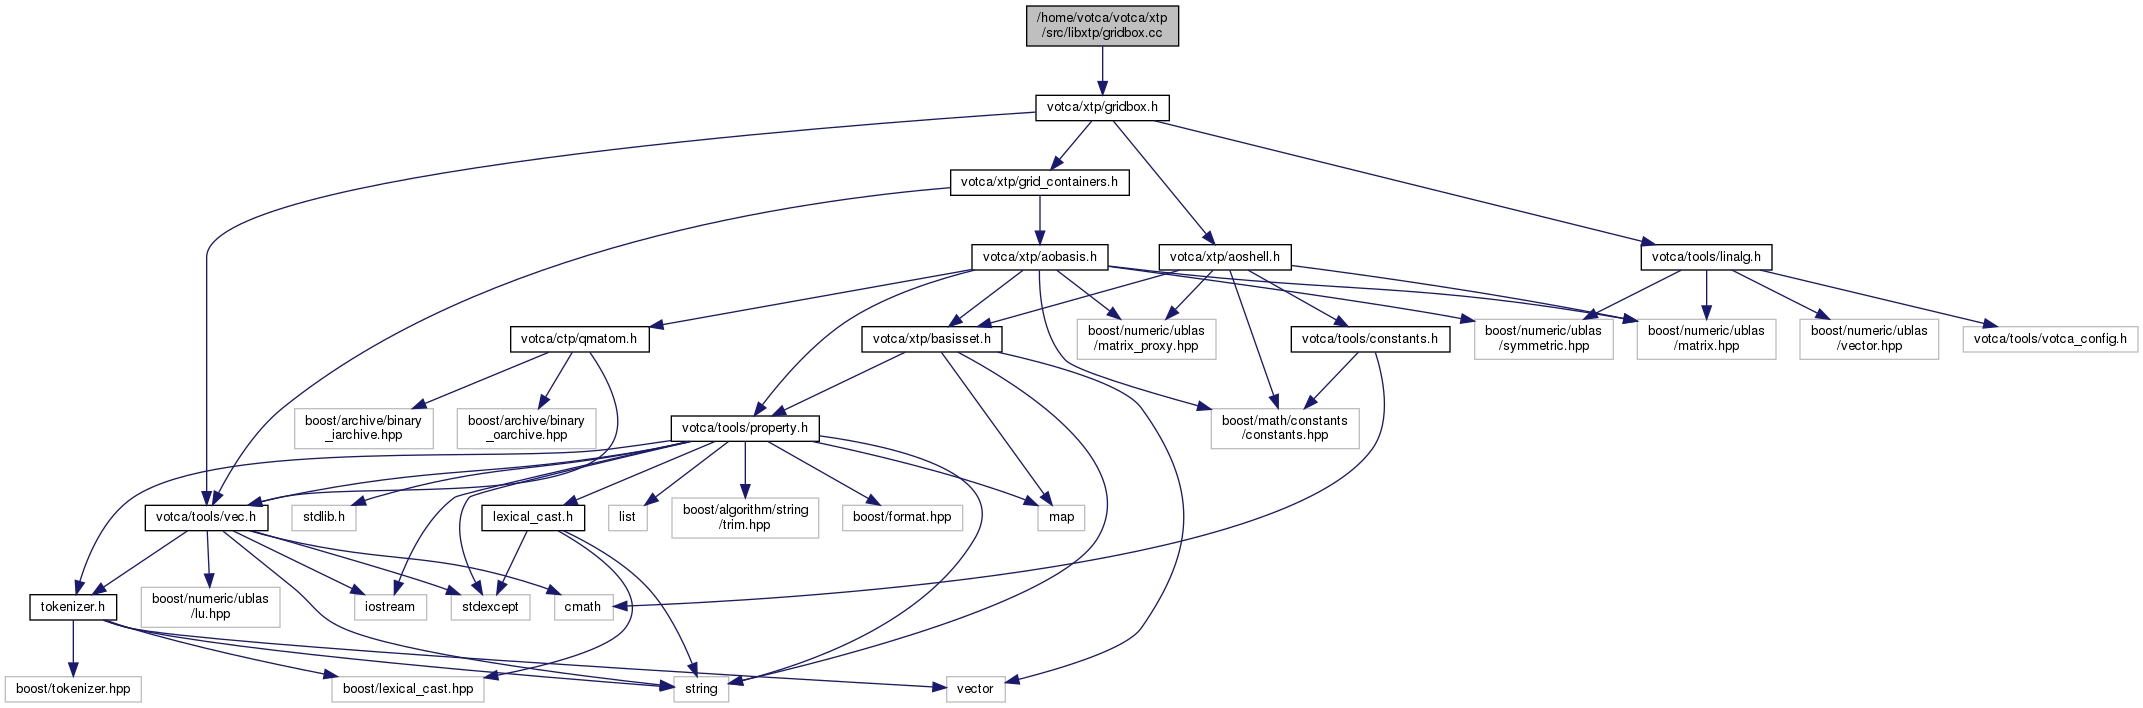 /home/votca/votca/xtp
/src/libxtp/gridbox.cc
votca/xtp/gridbox.h
votca/xtp/grid_containers.h
votca/xtp/aobasis.h
votca/xtp/aoshell.h
votca/tools/linalg.h
votca/ctp/qmatom.h
votca/xtp/basisset.h
boost/numeric/ublas
/matrix_proxy.hpp
votca/tools/constants.h
boost/numeric/ublas
/symmetric.hpp
boost/numeric/ublas
/matrix.hpp
boost/numeric/ublas
/vector.hpp
votca/tools/votca_config.h
boost/archive/binary
_iarchive.hpp
boost/archive/binary
_oarchive.hpp
votca/tools/property.h
boost/math/constants
/constants.hpp
votca/tools/vec.h
stdlib.h
lexical_cast.h
list
boost/algorithm/string
/trim.hpp
boost/format.hpp
map
tokenizer.h
boost/numeric/ublas
/lu.hpp
iostream
stdexcept
cmath
boost/tokenizer.hpp
boost/lexical_cast.hpp
string
vector